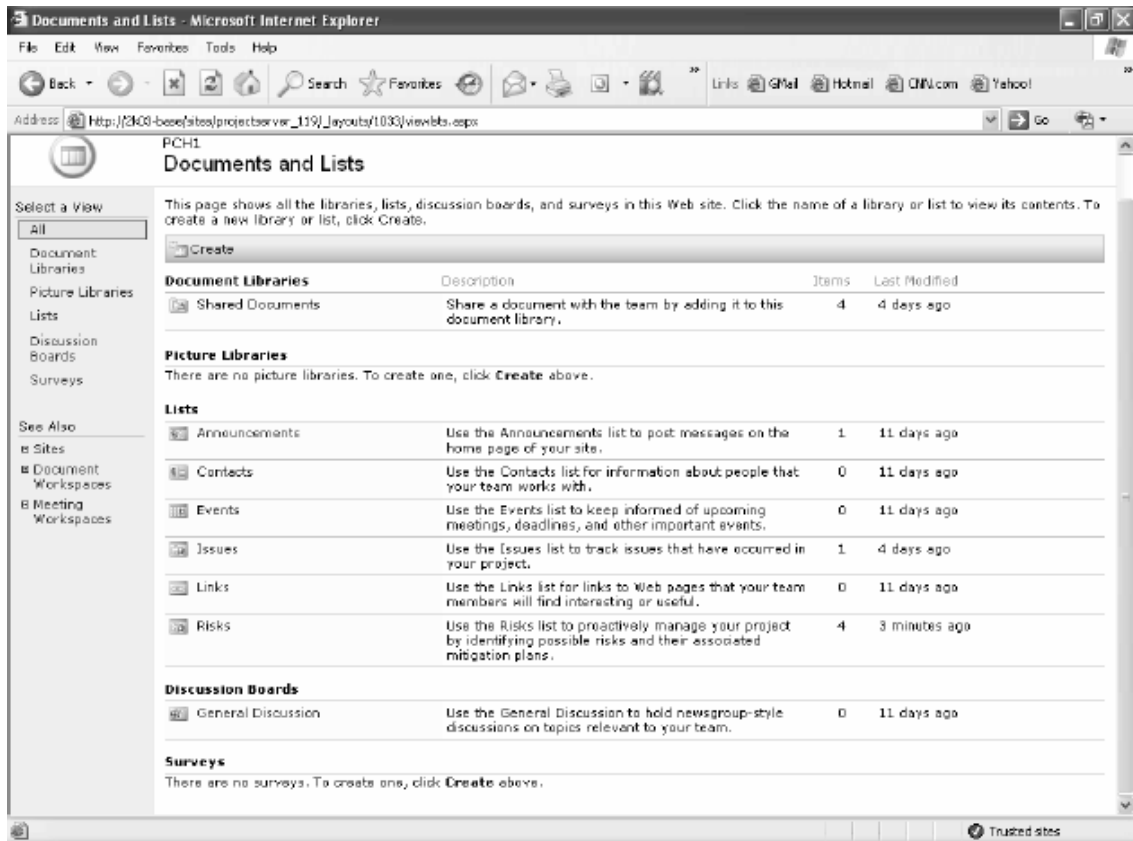 Documents and Lists - Microsoft Internet Explorer
File Edit View Favorites Tools Help
Back Search Favorites Links GMail Hotmail CNN.com Yahoo!
Address http://2k03-base/sites/projectserver_119/_layouts/1033/viewlsts.aspx Go
PCH1
Documents and Lists
Select a View
All
Document
Libraries
Picture Libraries
Lists
Discussion
Boards
Surveys
See Also
Sites
Document
Workspaces
Meeting
Workspaces
This page shows all the libraries, lists, discussion boards, and surveys in this Web site. Click the name of a library or list to view its contents. To
create a new library or list, click Create.
Create
Document Libraries Description Items Last Modified
Shared Documents Share a document with the team by adding it to this 4 4 days ago
document library.
Picture Libraries
There are no picture libraries. To create one, click Create above.
Lists
Announcements Use the Announcements list to post messages on the 1 11 days ago
home page of your site.
Contacts Use the Contacts list for information about people that 0 11 days ago
your team works with.
Events Use the Events list to keep informed of upcoming 0 11 days ago
meetings, deadlines, and other important events.
Issues Use the Issues list to track issues that have occurred in 1 4 days ago
your project.
Links Use the Links list for links to Web pages that your team 0 11 days ago
members will find interesting or useful.
Risks Use the Risks list to proactively manage your project 4 3 minutes ago
by identifying possible risks and their associated
mitigation plans.
Discussion Boards
General Discussion Use the General Discussion to hold newsgroup-style 0 11 days ago
discussions on topics relevant to your team.
Surveys
There are no surveys. To create one, click Create above.
Trusted sites